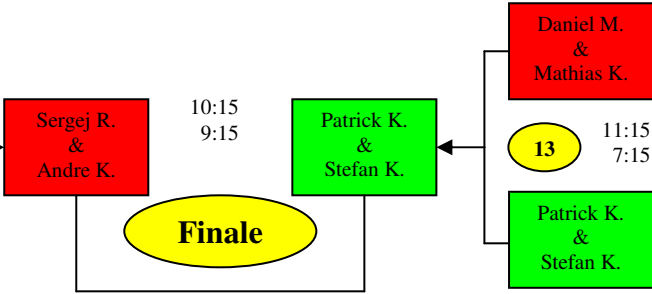 Daniel M.
&
Mathias K.
Sergej R.
&
Andre K.
10:15
9:15
Patrick K.
&
Stefan K.
13
11:15
7:15
Finale
Patrick K.
&
Stefan K.